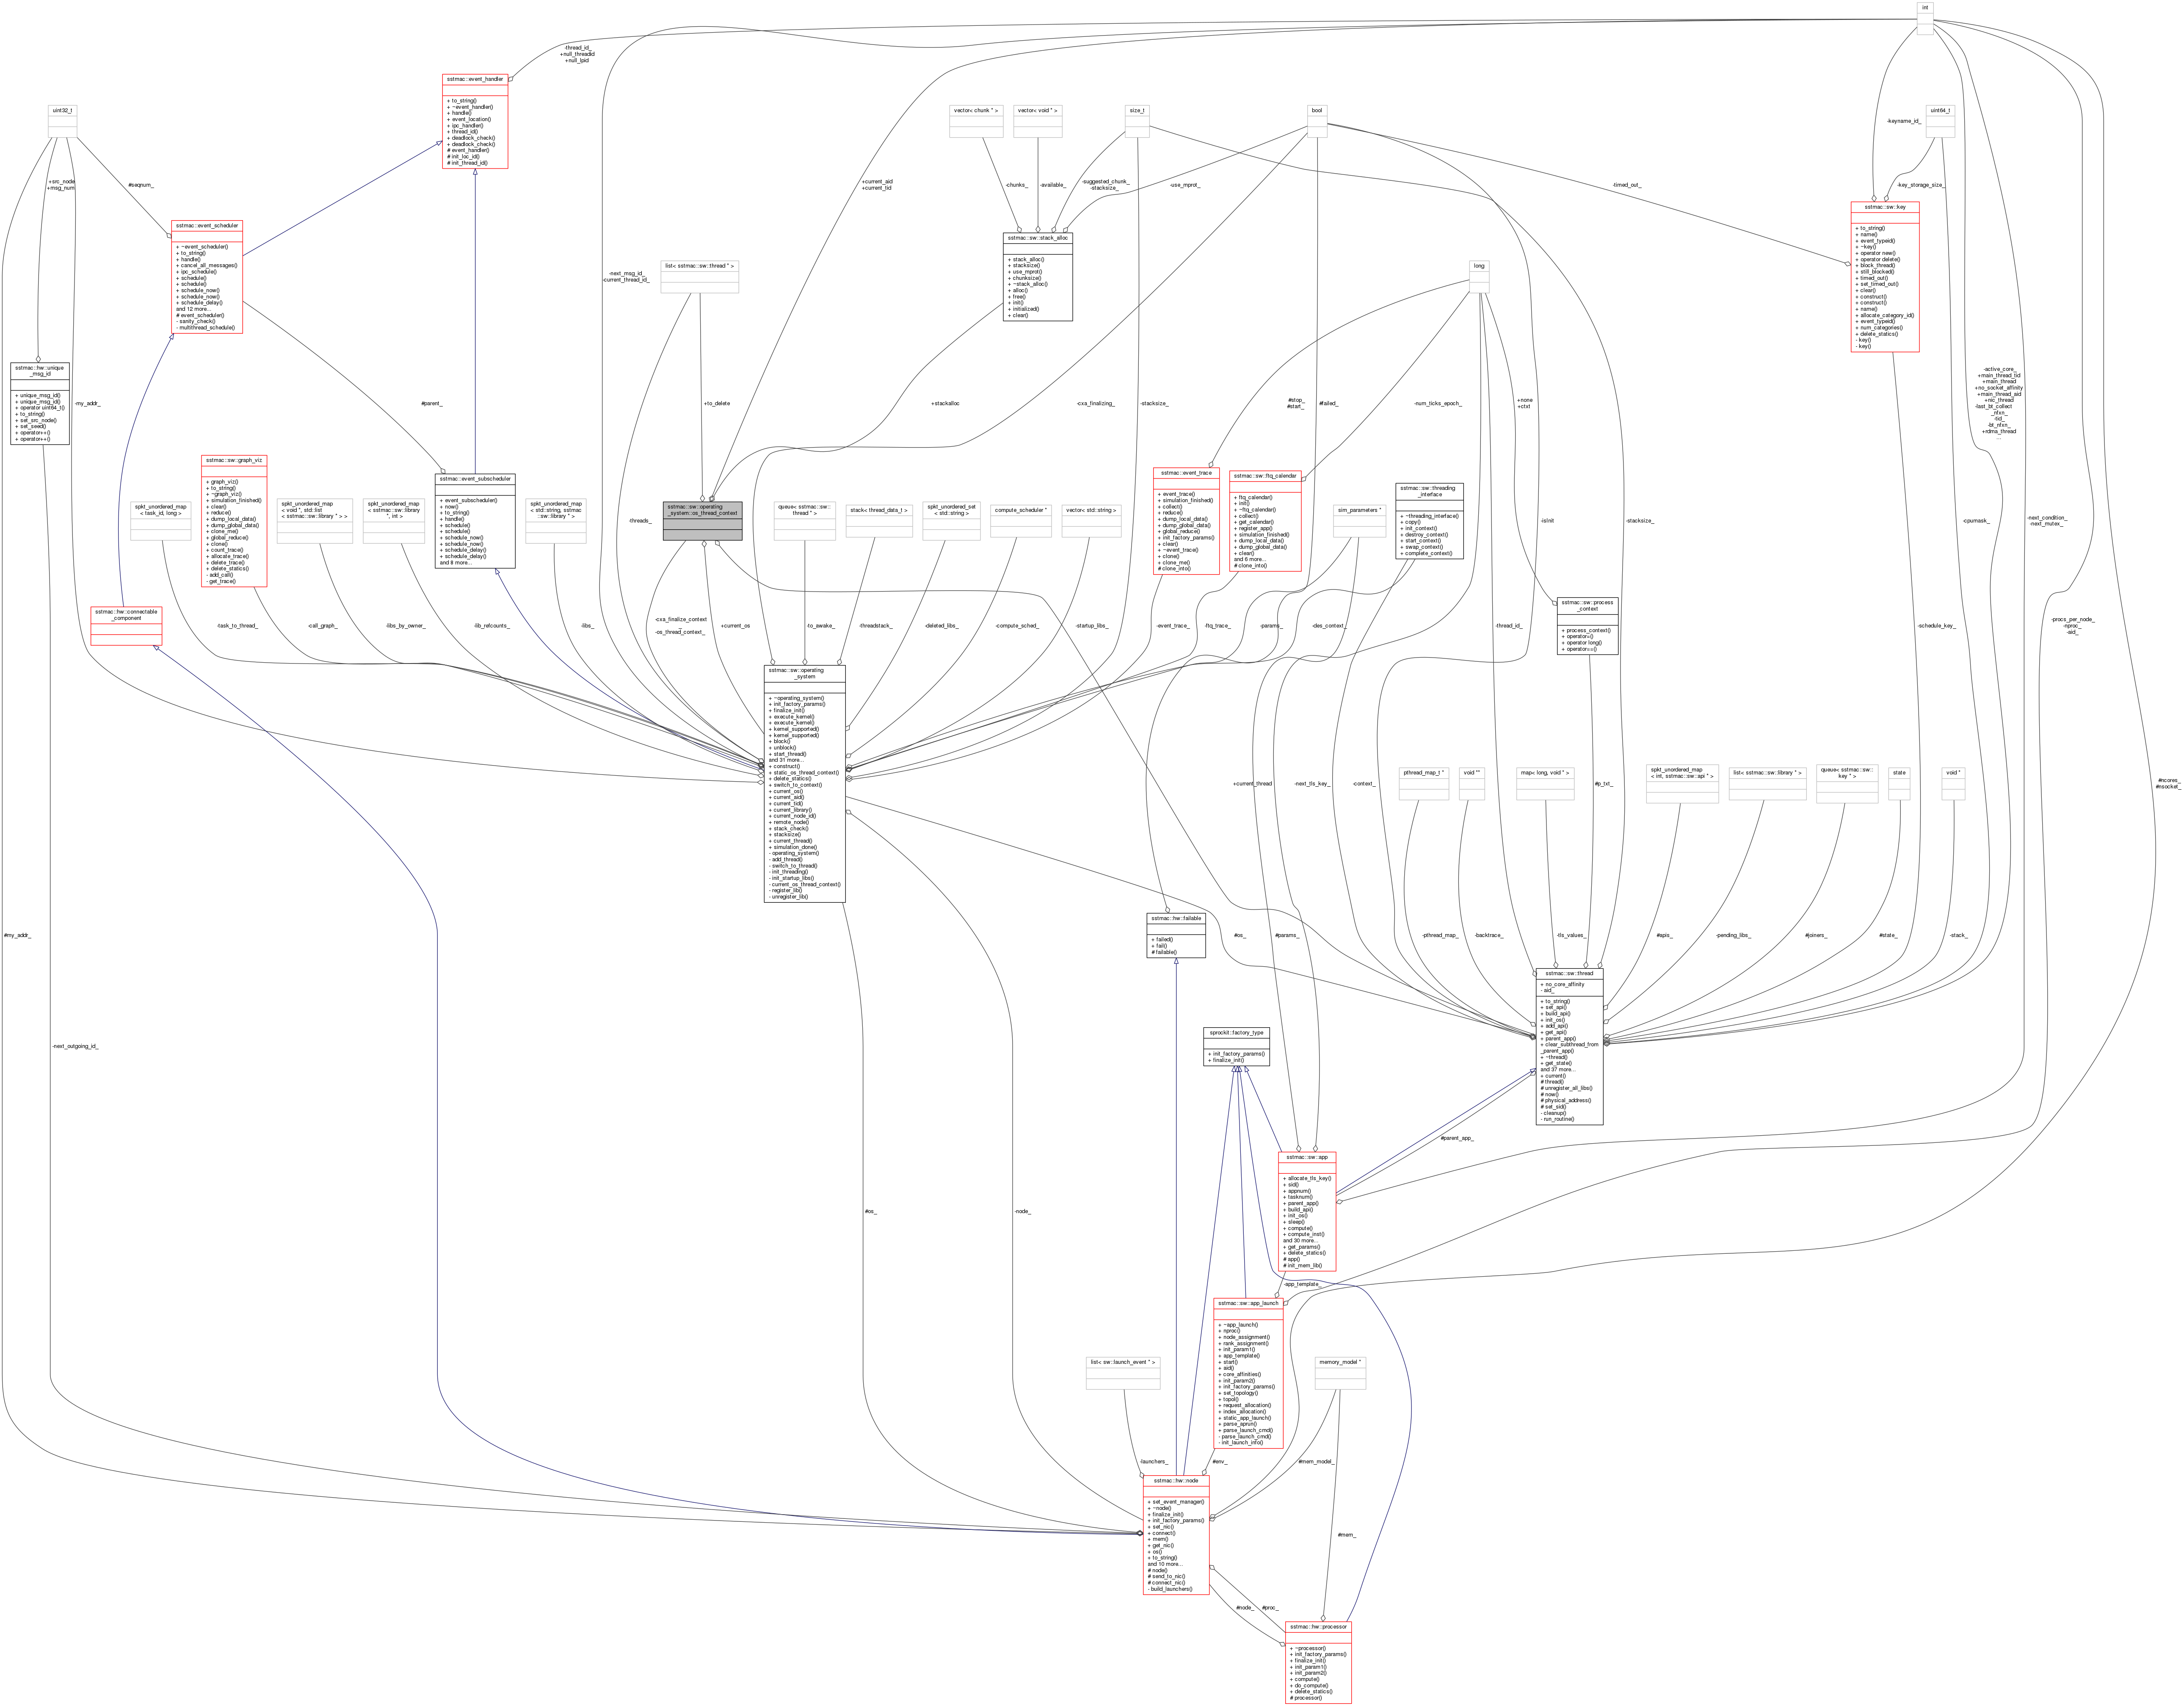 int
-thread_id_
+null_threadid
+null_lpid
sstmac::event_handler
+ to_string()
+ ~event_handler()
+ handle()
+ event_location()
+ ipc_handler()
+ thread_id()
+ deadlock_check()
+ deadlock_check()
# event_handler()
# init_loc_id()
# init_thread_id()
uint32_t
vector< chunk * >
vector< void * >
size_t
bool
uint64_t
-keyname_id_
+src_node
+msg_num
#seqnum_
+current_aid
+current_tid
-chunks_
-available_
-suggested_chunk_
-stacksize_
-use_mprot_
-timed_out_
-key_storage_size_
sstmac::sw::key
+ to_string()
+ name()
+ event_typeid()
+ ~key()
+ operator new()
+ operator delete()
+ block_thread()
+ still_blocked()
+ timed_out()
+ set_timed_out()
+ clear()
+ construct()
+ construct()
+ name()
+ allocate_category_id()
+ event_typeid()
+ num_categories()
+ delete_statics()
- key()
- key()
sstmac::event_scheduler
+ ~event_scheduler()
+ to_string()
+ handle()
+ cancel_all_messages()
+ ipc_schedule()
+ schedule()
+ schedule()
+ schedule_now()
+ schedule_now()
+ schedule_delay()
and 12 more...
# event_scheduler()
- sanity_check()
- multithread_schedule()
sstmac::sw::stack_alloc
+ stack_alloc()
+ stacksize()
+ use_mprot()
+ chunksize()
+ ~stack_alloc()
+ alloc()
+ free()
+ init()
+ initialized()
+ clear()
list< sstmac::sw::thread * >
long
-next_msg_id_
-current_thread_id_
sstmac::hw::unique
_msg_id
+ unique_msg_id()
+ unique_msg_id()
+ operator uint64_t()
+ to_string()
+ set_src_node()
+ set_seed()
+ operator++()
+ operator++()
-my_addr_
#parent_
+to_delete
+stackalloc
-cxa_finalizing_
-stacksize_
#stop_
#start_
#failed_
-num_ticks_epoch_
+none
+ctxt
-active_core_
+main_thread_tid
+main_thread
+no_socket_affinity
+main_thread_aid
+nic_thread
-last_bt_collect
_nfxn_
-tid_
-bt_nfxn_
+rdma_thread
...
sstmac::sw::graph_viz
+ graph_viz()
+ to_string()
+ ~graph_viz()
+ simulation_finished()
+ clear()
+ reduce()
+ dump_local_data()
+ dump_global_data()
+ global_reduce()
+ clone()
+ count_trace()
+ allocate_trace()
+ delete_trace()
+ delete_statics()
- add_call()
- get_trace()
spkt_unordered_map
< task_id, long >
spkt_unordered_map
< void *, std::list
< sstmac::sw::library * > >
spkt_unordered_map
< sstmac::sw::library
*, int >
sstmac::event_subscheduler
+ event_subscheduler()
+ now()
+ to_string()
+ handle()
+ schedule()
+ schedule()
+ schedule_now()
+ schedule_now()
+ schedule_delay()
+ schedule_delay()
and 8 more...
spkt_unordered_map
< std::string, sstmac
::sw::library * >
-threads_
sstmac::sw::operating
_system::os_thread_context
queue< sstmac::sw::
thread * >
stack< thread_data_t >
spkt_unordered_set
< std::string >
compute_scheduler *
vector< std::string >
sstmac::event_trace
+ event_trace()
+ simulation_finished()
+ collect()
+ reduce()
+ dump_local_data()
+ dump_global_data()
+ global_reduce()
+ init_factory_params()
+ clear()
+ ~event_trace()
+ clone()
+ clone_me()
# clone_into()
sstmac::sw::ftq_calendar
+ ftq_calendar()
+ init()
+ ~ftq_calendar()
+ collect()
+ get_calendar()
+ register_app()
+ simulation_finished()
+ dump_local_data()
+ dump_global_data()
+ clear()
and 6 more...
# clone_into()
sim_parameters *
sstmac::sw::threading
_interface
+ ~threading_interface()
+ copy()
+ init_context()
+ destroy_context()
+ start_context()
+ swap_context()
+ complete_context()
-isInit
-stacksize_
-cpumask_
-next_condition_
-next_mutex_
sstmac::hw::connectable
_component
-task_to_thread_
-call_graph_
-libs_by_owner_
-lib_refcounts_
-libs_
-cxa_finalize_context
_
-os_thread_context_
+current_os
-to_awake_
-threadstack_
-deleted_libs_
-compute_sched_
-startup_libs_
-event_trace_
-ftq_trace_
-params_
-des_context_
-thread_id_
sstmac::sw::process
_context
+ process_context()
+ operator=()
+ operator long()
+ operator==()
-schedule_key_
-procs_per_node_
-nproc_
-aid_
sstmac::sw::operating
_system
+ ~operating_system()
+ init_factory_params()
+ finalize_init()
+ execute_kernel()
+ execute_kernel()
+ kernel_supported()
+ kernel_supported()
+ block()
+ unblock()
+ start_thread()
and 31 more...
+ construct()
+ static_os_thread_context()
+ delete_statics()
+ switch_to_context()
+ current_os()
+ current_aid()
+ current_tid()
+ current_library()
+ current_node_id()
+ remote_node()
+ stack_check()
+ stacksize()
+ current_thread()
+ simulation_done()
- operating_system()
- add_thread()
- switch_to_thread()
- init_threading()
- init_startup_libs()
- current_os_thread_context()
- register_lib()
- unregister_lib()
+current_thread
-next_tls_key_
-context_
pthread_map_t *
void **
map< long, void * >
#p_txt_
spkt_unordered_map
< int, sstmac::sw::api * >
list< sstmac::sw::library * >
queue< sstmac::sw::
key * >
state
void *
#ncores_
#nsocket_
#my_addr_
sstmac::hw::failable
+ failed()
+ fail()
# failable()
#os_
#params_
-pthread_map_
-backtrace_
-tls_values_
#apis_
-pending_libs_
#joiners_
#state_
-stack_
sstmac::sw::thread
+ no_core_affinity
- aid_
+ to_string()
+ set_api()
+ build_api()
+ init_os()
+ add_api()
+ get_api()
+ parent_app()
+ clear_subthread_from
_parent_app()
+ ~thread()
+ get_state()
and 37 more...
+ current()
# thread()
# unregister_all_libs()
# now()
# physical_address()
# set_sid()
- cleanup()
- run_routine()
-next_outgoing_id_
sprockit::factory_type
+ init_factory_params()
+ finalize_init()
#parent_app_
sstmac::sw::app
+ allocate_tls_key()
+ sid()
+ appnum()
+ tasknum()
+ parent_app()
+ build_api()
+ init_os()
+ sleep()
+ compute()
+ compute_inst()
and 30 more...
+ get_params()
+ delete_statics()
# app()
# init_mem_lib()
#os_
-node_
-app_template_
sstmac::sw::app_launch
+ ~app_launch()
+ nproc()
+ node_assignment()
+ rank_assignment()
+ init_param1()
+ app_template()
+ start()
+ aid()
+ core_affinities()
+ init_param2()
+ init_factory_params()
+ set_topology()
+ topol()
+ request_allocation()
+ index_allocation()
+ static_app_launch()
+ parse_aprun()
+ parse_launch_cmd()
- parse_launch_cmd()
- init_launch_info()
list< sw::launch_event * >
memory_model *
-launchers_
#env_
#mem_model_
sstmac::hw::node
+ set_event_manager()
+ ~node()
+ finalize_init()
+ init_factory_params()
+ set_nic()
+ connect()
+ mem()
+ get_nic()
+ os()
+ to_string()
and 10 more...
# node()
# send_to_nic()
# connect_nic()
- build_launchers()
#mem_
#node_
#proc_
sstmac::hw::processor
+ ~processor()
+ init_factory_params()
+ finalize_init()
+ init_param1()
+ init_param2()
+ compute()
+ do_compute()
+ delete_statics()
# processor()